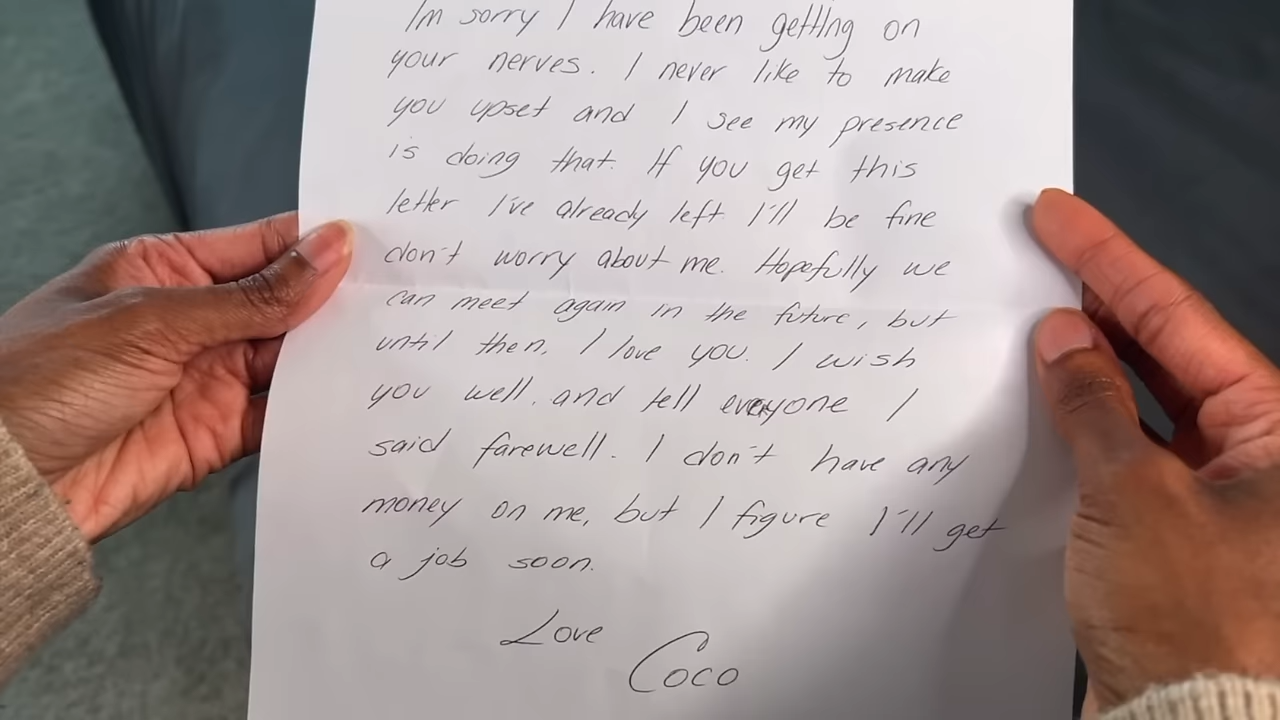 Im sorry I have been getting on
your nerves. I never like to make
you upset and I see my presence
is doing that. If you get this
letter I've already left. I'll be fine
don't worry about me. Hopefully we
can meet again in the future, but
until then, I love you. I wish
you well. and tell everyone I
said farewell. I don't have any
money on me, but I figure I'll get
a job soon.
Love
Coco